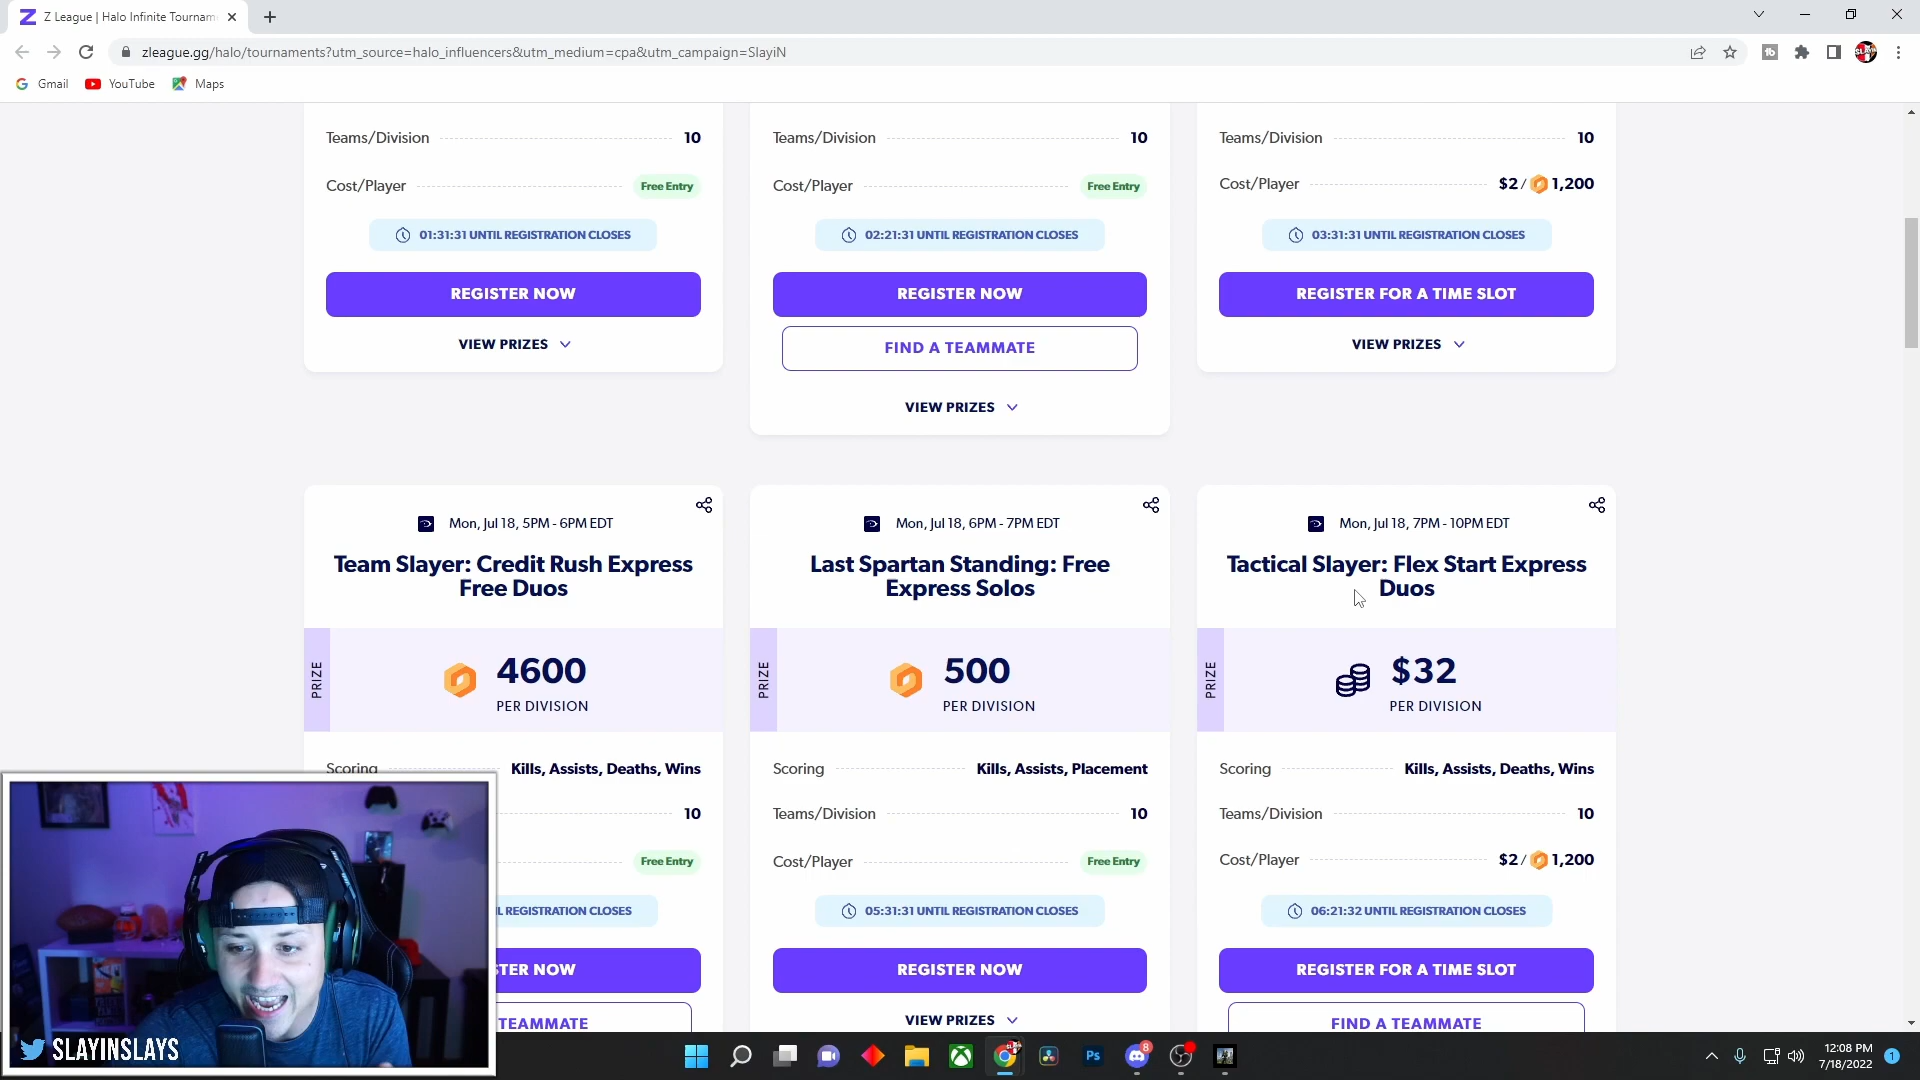 Z League | Halo Infinite Tournam
zleague.gg/halo/tournaments?utm_source=halo_influencers&utm_medium=cpa&utm_campaign=SlayiN
Gmail YouTube Maps
Teams/Division 10
Cost/Player Free Entry
01:31:31 UNTIL REGISTRATION CLOSES
REGISTER NOW
VIEW PRIZES
Teams/Division 10
Cost/Player Free Entry
02:21:31 UNTIL REGISTRATION CLOSES
REGISTER NOW
FIND A TEAMMATE
VIEW PRIZES
Teams/Division 10
Cost/Player $2 / 1,200
03:31:31 UNTIL REGISTRATION CLOSES
REGISTER FOR A TIME SLOT
VIEW PRIZES
Mon, Jul 18, 5PM - 6PM EDT
Team Slayer: Credit Rush Express
Free Duos
PRIZE
4600
PER DIVISION
Scoring Kills, Assists, Deaths, Wins
10
Free Entry
L REGISTRATION CLOSES
STER NOW
TEAMMATE
Mon, Jul 18, 6PM - 7PM EDT
Last Spartan Standing: Free
Express Solos
PRIZE
500
PER DIVISION
Scoring Kills, Assists, Placement
Teams/Division 10
Cost/Player Free Entry
05:31:31 UNTIL REGISTRATION CLOSES
REGISTER NOW
VIEW PRIZES
Mon, Jul 18, 7PM - 10PM EDT
Tactical Slayer: Flex Start Express
Duos
PRIZE
$32
PER DIVISION
Scoring Kills, Assists, Deaths, Wins
Teams/Division 10
Cost/Player $2 / 1,200
06:21:32 UNTIL REGISTRATION CLOSES
REGISTER FOR A TIME SLOT
FIND A TEAMMATE
SLAYINSLAYS
Ps
8
12:08 PM
7/18/2022
1